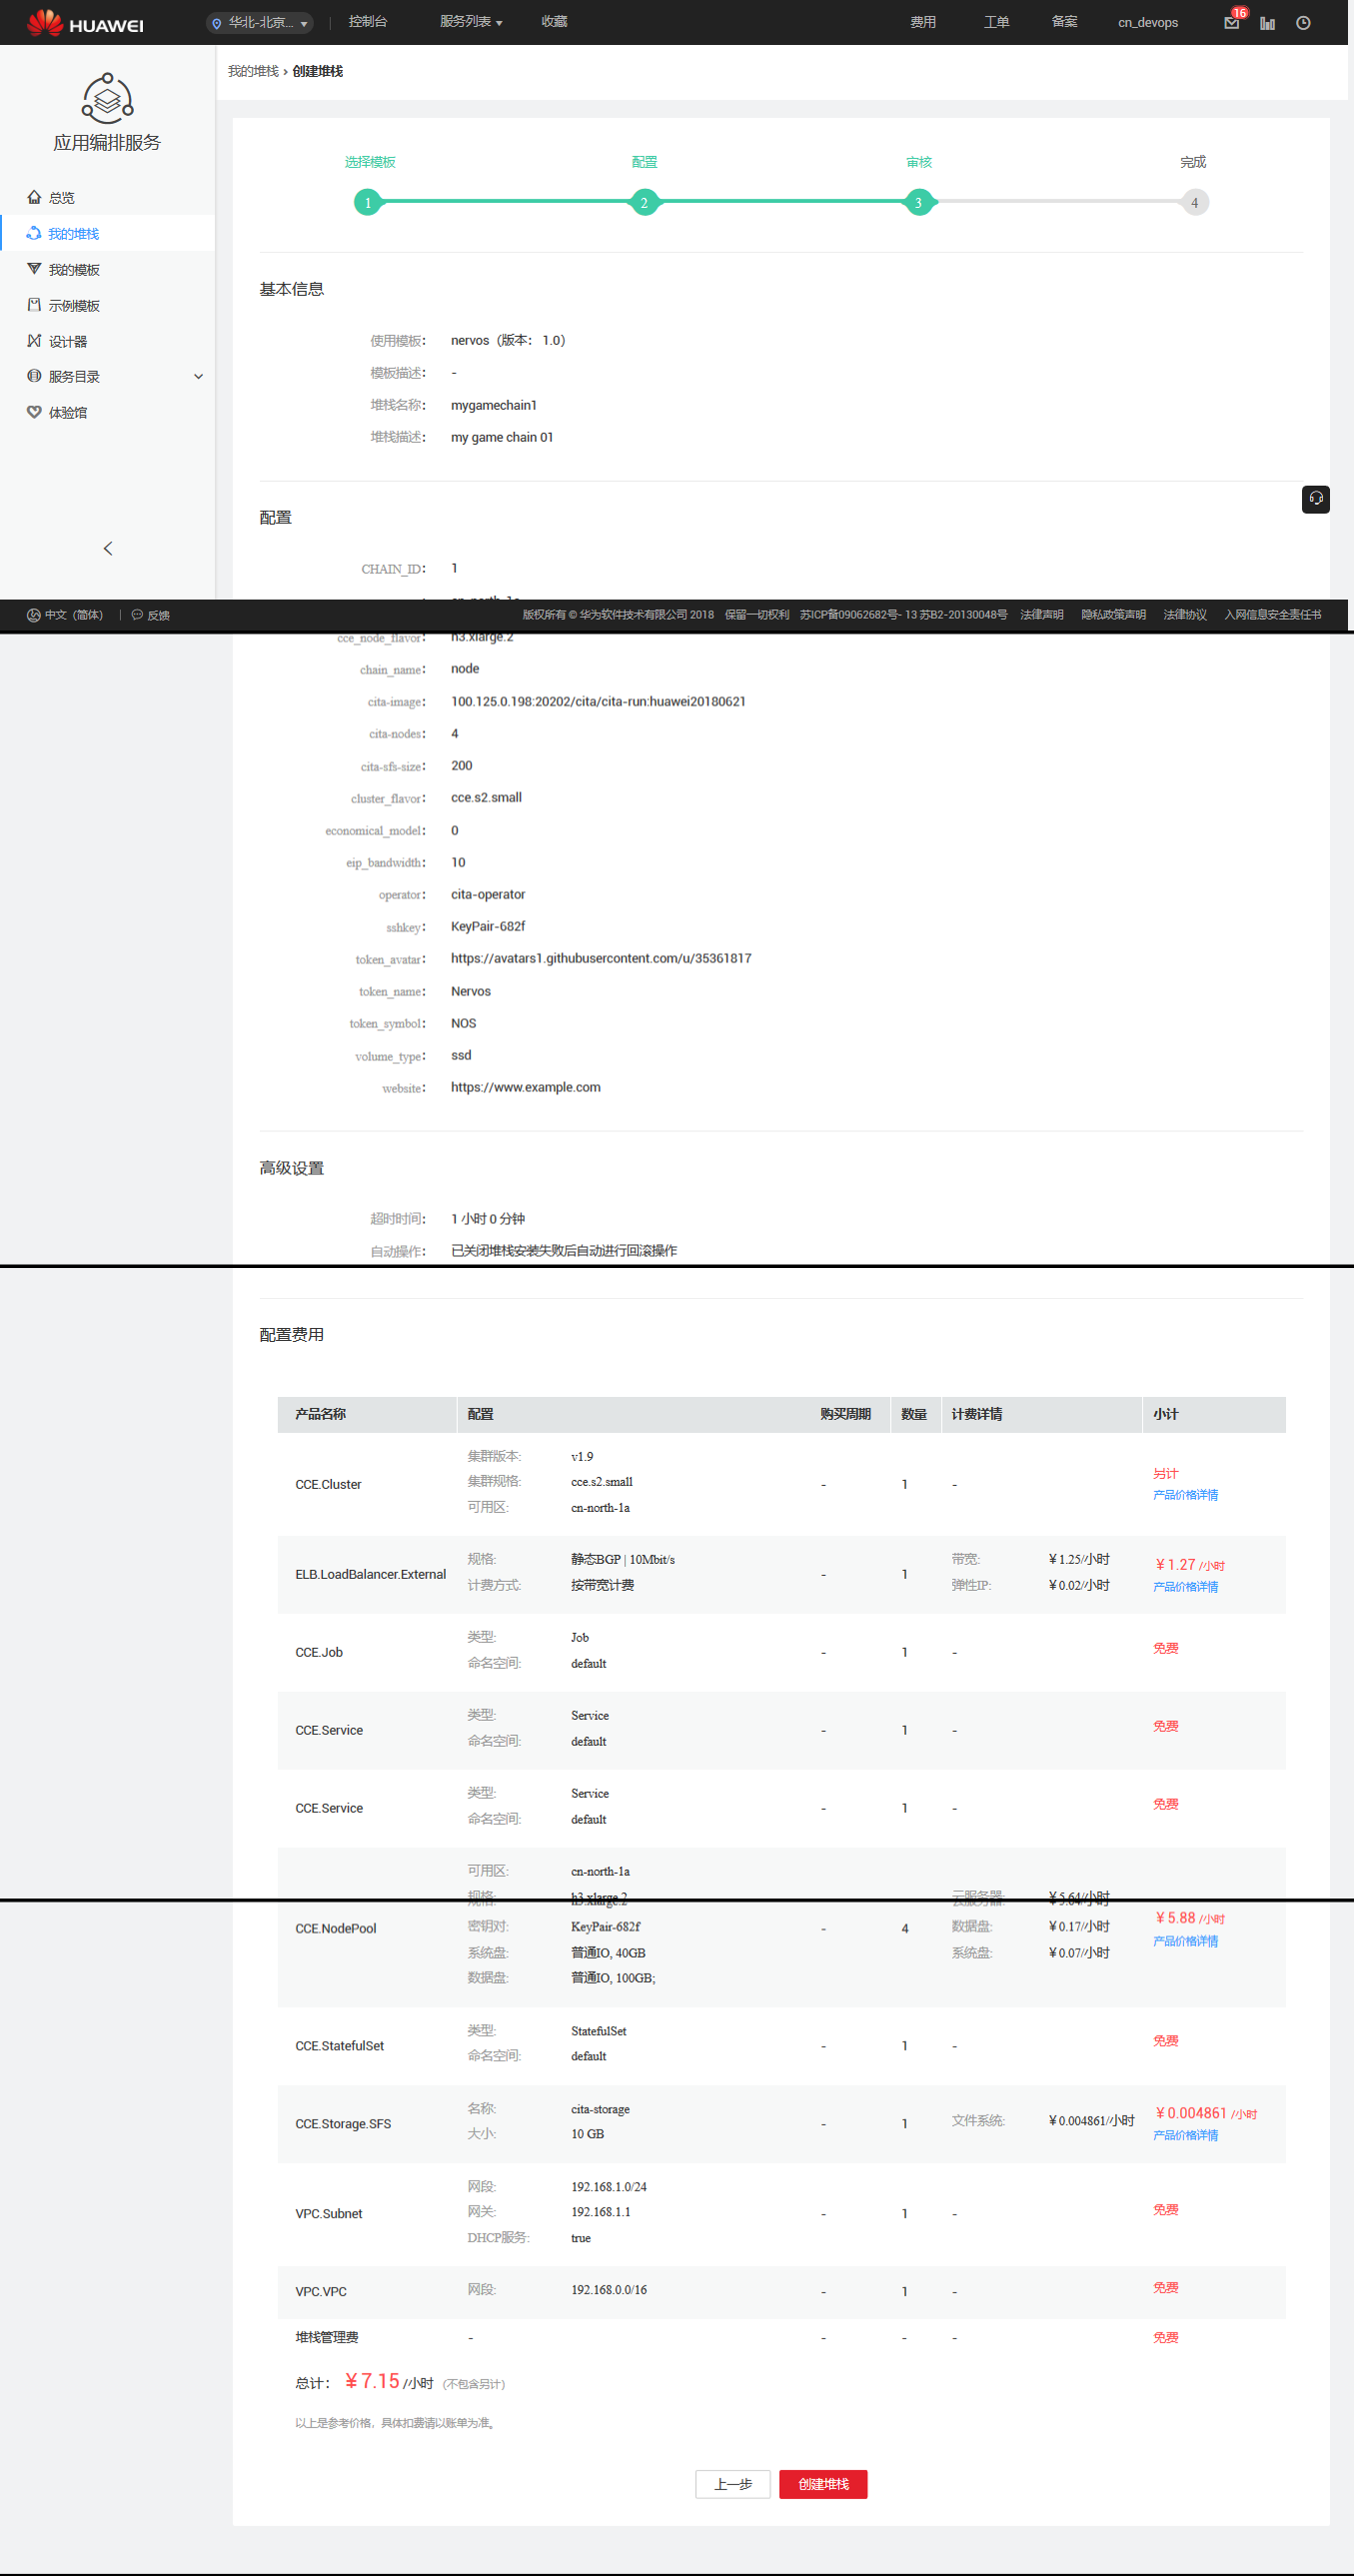 HUAWEI 华北-北京... 控制台 服务列表 收藏 费用 工单 备案 cn_devops 16
我的堆栈 › 创建堆栈
应用编排服务
总览
我的堆栈
我的模板
示例模板
设计器
服务目录
体验馆
选择模板 配置 审核 完成
1 2 3 4
基本信息
使用模板: nervos（版本： 1.0）
模板描述: -
堆栈名称: mygamechain1
堆栈描述: my game chain 01
配置
CHAIN_ID: 1
中文（简体） | 反馈 版权所有 © 华为软件技术有限公司 2018 保留一切权利 苏ICP备09062682号- 13 苏B2-20130048号 法律声明 隐私政策声明 法律协议 入网信息安全责任书
cce_node_flavor: h3.xlarge.2
chain_name: node
cita-image: 100.125.0.198:20202/cita/cita-run:huawei20180621
cita-nodes: 4
cita-sfs-size: 200
cluster_flavor: cce.s2.small
economical_model: 0
eip_bandwidth: 10
operator: cita-operator
sshkey: KeyPair-682f
token_avatar: https://avatars1.githubusercontent.com/u/35361817
token_name: Nervos
token_symbol: NOS
volume_type: ssd
website: https://www.example.com
高级设置
超时时间: 1 小时 0 分钟
自动操作: 已关闭堆栈安装失败后自动进行回滚操作
配置费用
产品名称 配置 购买周期 数量 计费详情 小计
CCE.Cluster 集群版本: v1.9 - 1 - 另计
集群规格: cce.s2.small 产品价格详情
可用区: cn-north-1a
ELB.LoadBalancer.External 规格: 静态BGP | 10Mbit/s - 1 带宽: ¥1.25//小时 ¥1.27 /小时
计费方式: 按带宽计费 弹性IP: ¥0.02//小时 产品价格详情
CCE.Job 类型: Job - 1 - 免费
命名空间: default
CCE.Service 类型: Service - 1 - 免费
命名空间: default
CCE.Service 类型: Service - 1 - 免费
命名空间: default
可用区: cn-north-1a
规格: h3.xlarge.2 云服务器: ¥5.64//小时
CCE.NodePool 密钥对: KeyPair-682f - 4 数据盘: ¥0.17//小时 ¥5.88 /小时
系统盘: 普通IO, 40GB 系统盘: ¥0.07//小时 产品价格详情
数据盘: 普通IO, 100GB;
CCE.StatefulSet 类型: StatefulSet - 1 - 免费
命名空间: default
CCE.Storage.SFS 名称: cita-storage - 1 文件系统: ¥0.004861/小时 ¥0.004861 /小时
大小: 10 GB 产品价格详情
VPC.Subnet 网段: 192.168.1.0/24 - 1 - 免费
网关: 192.168.1.1
DHCP服务: true
VPC.VPC 网段: 192.168.0.0/16 - 1 - 免费
堆栈管理费 - - - - 免费
总计： ¥7.15 /小时 （不包含另计）
以上是参考价格，具体扣费请以账单为准。
上一步 创建堆栈